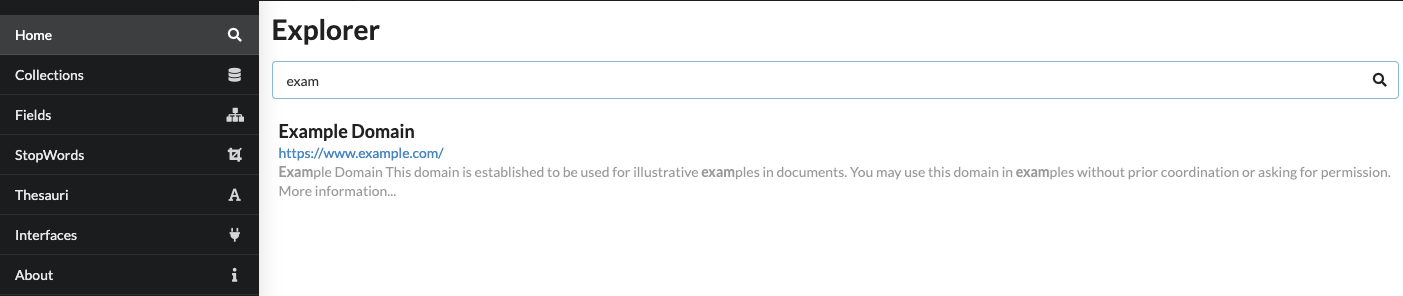 Home
Collections
Fields
StopWords
Thesauri
Interfaces
About
Explorer
exam
Example Domain
https://www.example.com/
Example Domain This domain is established to be used for illustrative examples in documents. You may use this domain in examples without prior coordination or asking for permission.
More information...